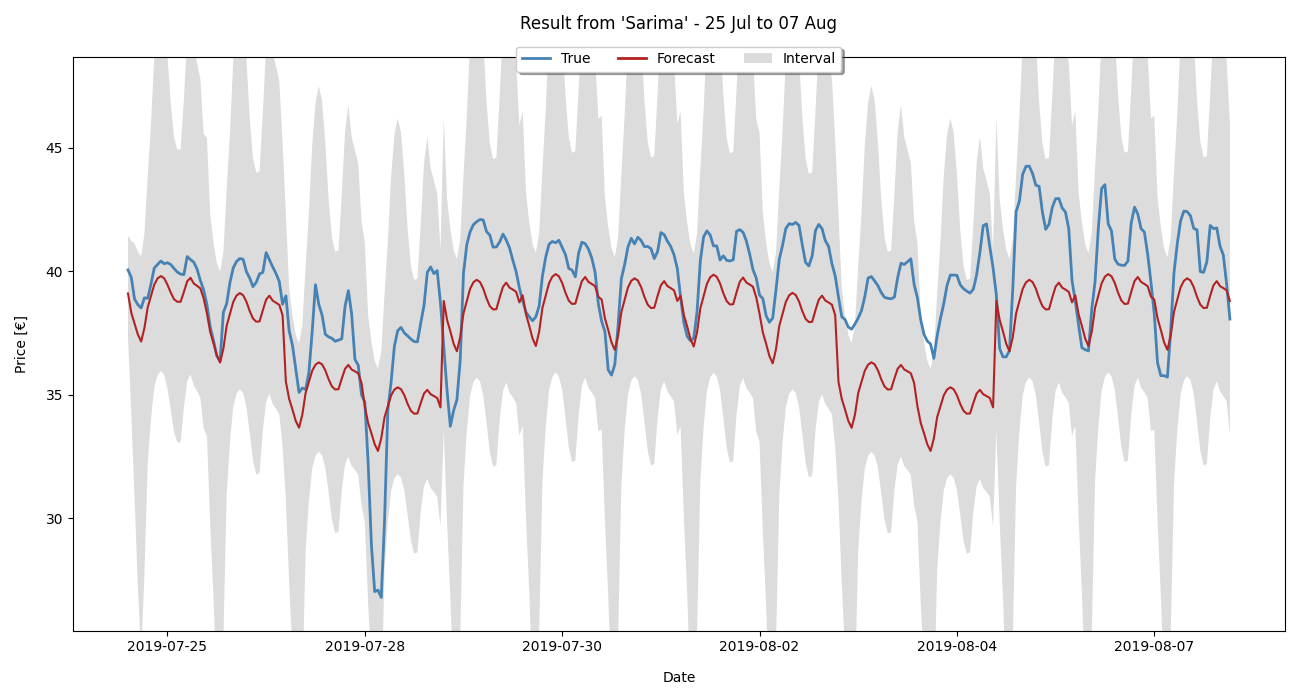 Result from 'Sarima' - 25 Jul to 07 Aug
True Forecast Interval
45
40
35
30
Price [€]
2019-07-25 2019-07-28 2019-07-30 2019-08-02 2019-08-04 2019-08-07
Date